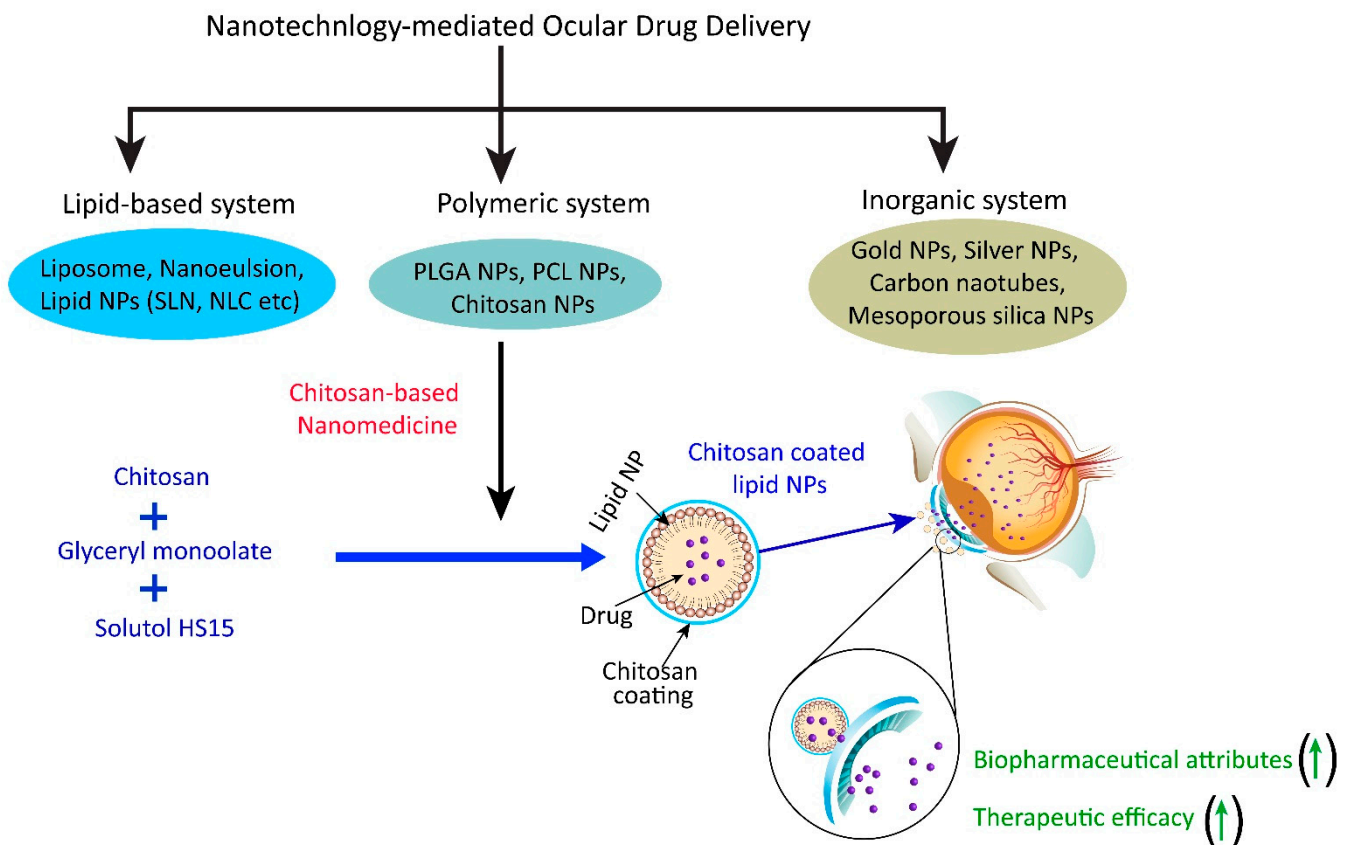 Nanotechnlogy-mediated Ocular Drug Delivery
Lipid-based system
Polymeric system
Inorganic system
Liposome, Nanoeulsion,
Lipid NPs (SLN, NLC etc)
PLGA NPs, PCL NPs,
Chitosan NPs
Gold NPs, Silver NPs,
Carbon naotubes,
Mesoporous silica NPs
Chitosan-based
Nanomedicine
Chitosan
+
Glyceryl monoolate
+
Solutol HS15
Lipid NP
Drug
Chitosan
coating
Chitosan coated
lipid NPs
Biopharmaceutical attributes (↑)
Therapeutic efficacy (↑)